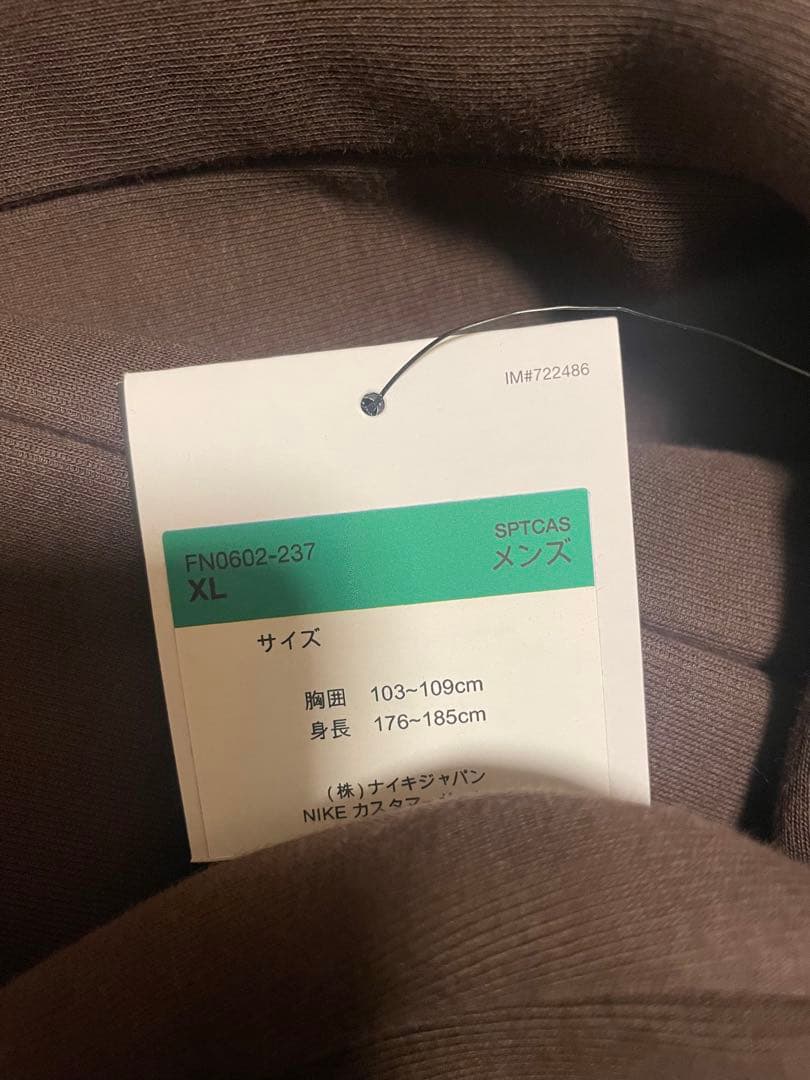 IM#722486
FN0602-237
XL
SPTCAS
メンズ
サイズ
胸囲 103~109cm
身長 176~185cm
(株)ナイキジャパン
NIKE